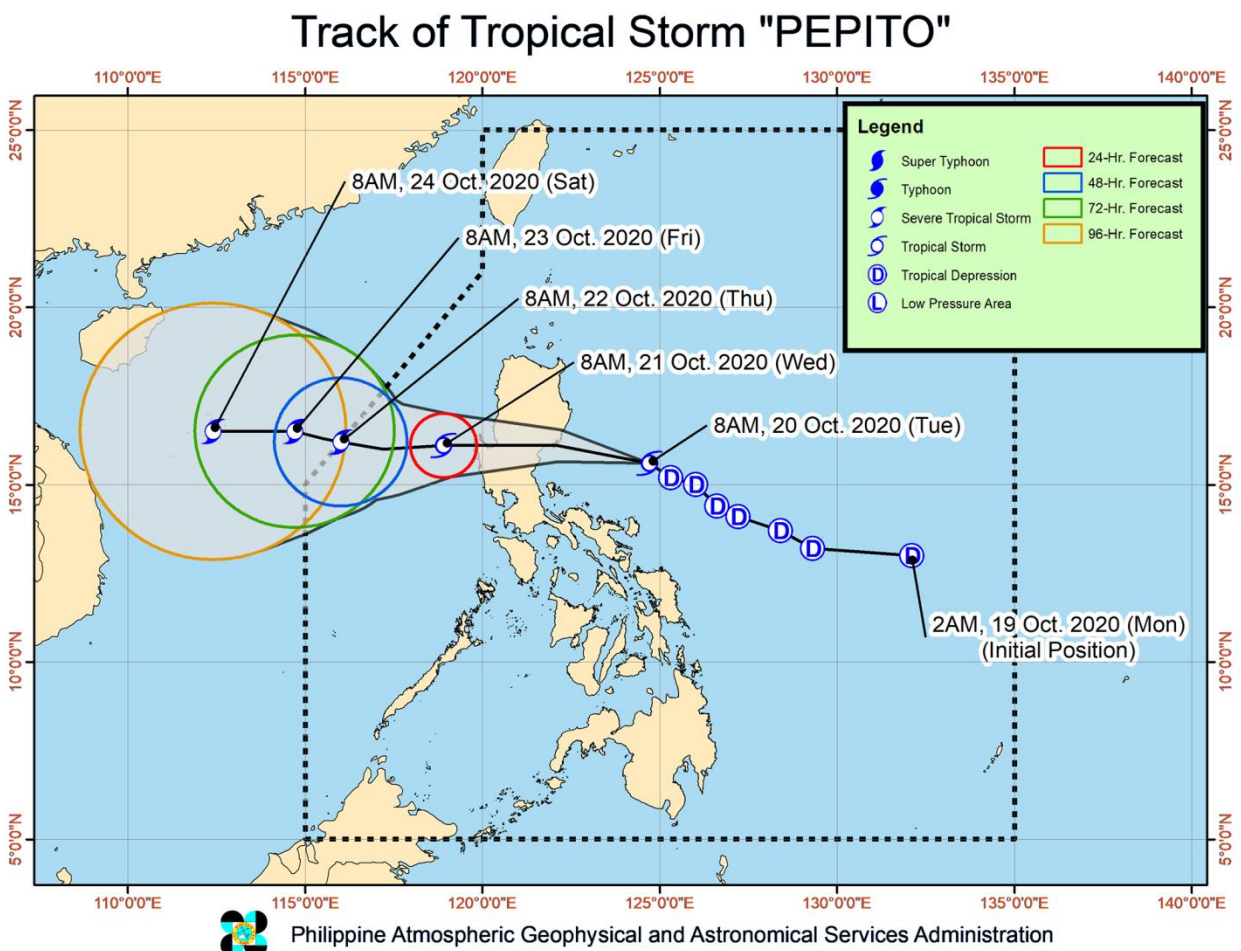 Track of Tropical Storm "PEPITO"
110°0'0"E 115°0'0"E 120°0'0"E 125°0'0"E 130°0'0"E 135°0'0"E 140°0'0"E
25°0'0"N 25°0'0"N
Legend
Super Typhoon
Typhoon
Severe Tropical Storm
Tropical Storm
D Tropical Depression
L Low Pressure Area
24-Hr. Forecast
48-Hr. Forecast
72-Hr. Forecast
96-Hr. Forecast
8AM, 24 Oct. 2020 (Sat)
8AM, 23 Oct. 2020 (Fri)
8AM, 22 Oct. 2020 (Thu)
20°0'0"N 20°0'0"N
8AM, 21 Oct. 2020 (Wed)
8AM, 20 Oct. 2020 (Tue)
15°0'0"N 15°0'0"N
D D D D D D D
2AM, 19 Oct. 2020 (Mon)
(Initial Position)
10°0'0"N 10°0'0"N
5°0'0"N 5°0'0"N
110°0'0"E 115°0'0"E 120°0'0"E 125°0'0"E 130°0'0"E 135°0'0"E 140°0'0"E
Philippine Atmospheric Geophysical and Astronomical Services Administration